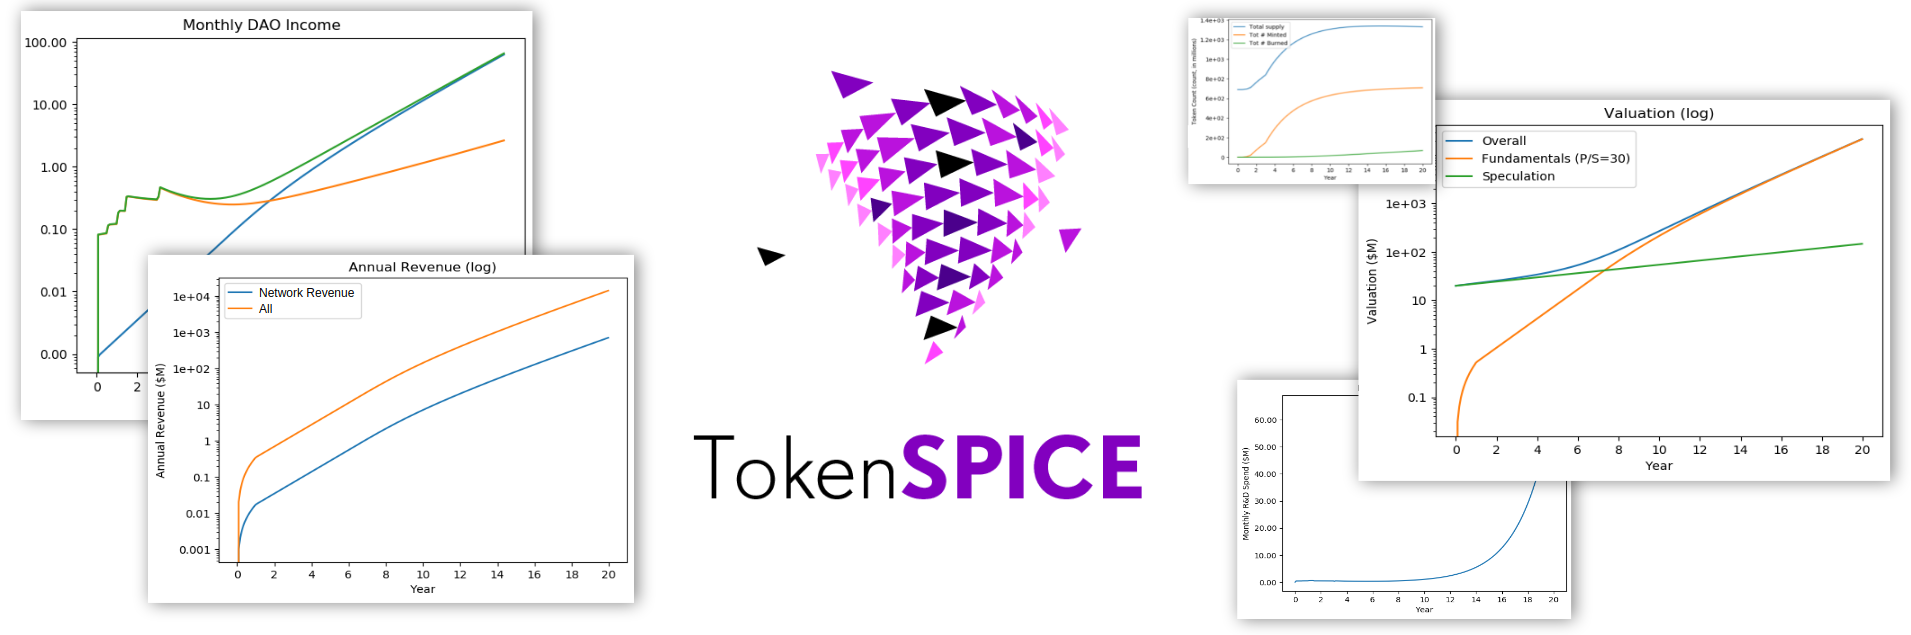 Monthly DAO Income
100.00
10.00
1.00
0.10
0.01
0.00
0 2
Annual Revenue (log)
Network Revenue
All
Annual Revenue ($M)
1e+04
1e+03
1e+02
10
1
0.1
0.01
0.001
0 2 4 6 8 10 12 14 16 18 20
Year
TokenSPICE
Total supply
Tot # Minted
Tot # Burned
Token Count (count, in millions)
1.4e+03
1.2e+03
1e+03
8e+02
6e+02
4e+02
2e+02
0
0 2 4 6 8 10 12 14 16 18 20
Year
Valuation (log)
Overall
Fundamentals (P/S=30)
Speculation
Valuation ($M)
1e+03
1e+02
10
1
0.1
0 2 4 6 8 10 12 14 16 18 20
Year
Monthly R&D Spend ($M)
60.00
50.00
40.00
30.00
20.00
10.00
0.00
0 2 4 6 8 10 12 14 16 18 20
Year